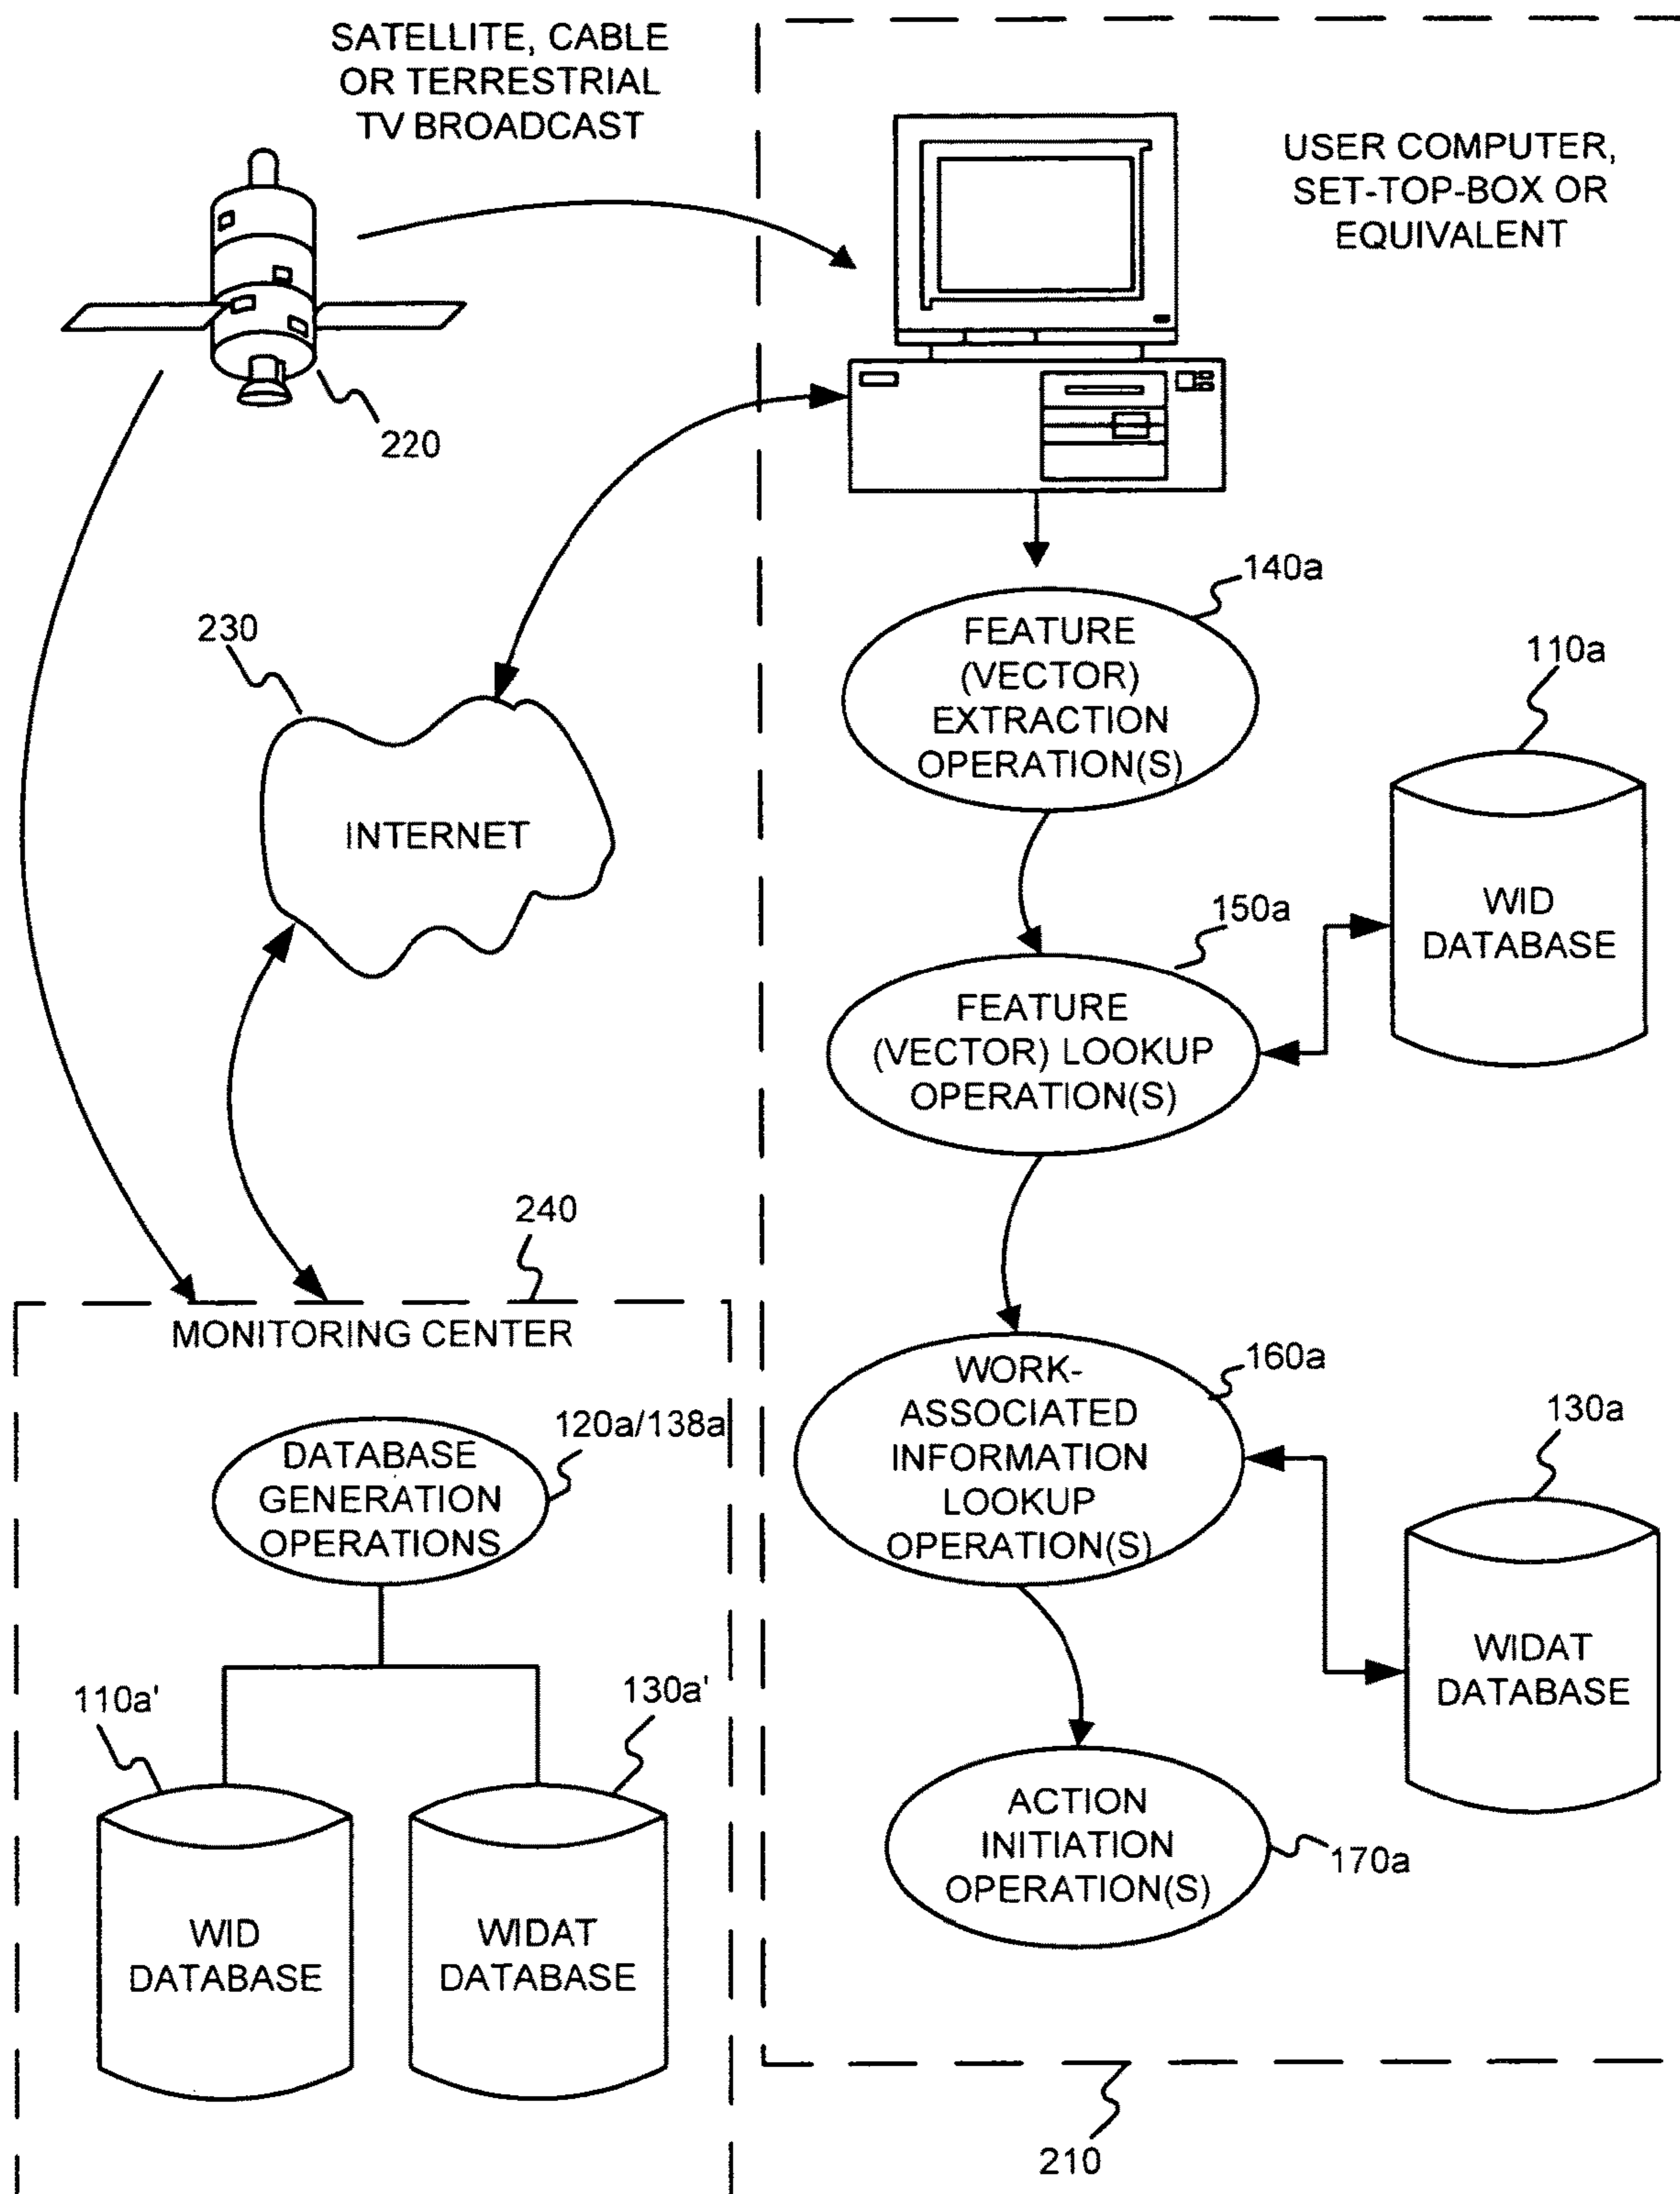 SATELLITE, CABLE
OR TERRESTRIAL
TV BROADCAST
USER COMPUTER,
SET-TOP-BOX OR
EQUIVALENT
220
140a
FEATURE
(VECTOR)
EXTRACTION
OPERATION(S)
230
INTERNET
110a
WID
DATABASE
150a
FEATURE
(VECTOR) LOOKUP
OPERATION(S)
240
MONITORING CENTER
160a
WORK-
ASSOCIATED
INFORMATION
LOOKUP
OPERATION(S)
130a
WIDAT
DATABASE
120a/138a
DATABASE
GENERATION
OPERATIONS
110a'
130a'
WID
DATABASE
WIDAT
DATABASE
ACTION
INITIATION
OPERATION(S)
170a
210